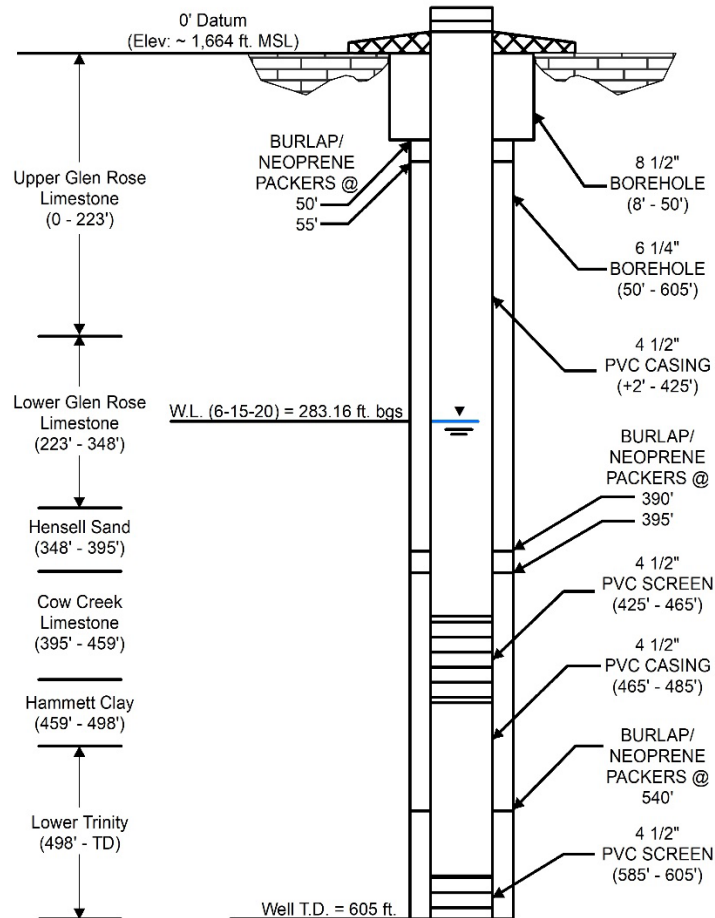 0' Datum
(Elev: ~ 1,664 ft. MSL)
Upper Glen Rose
Limestone
(0 - 223')
Lower Glen Rose
Limestone
(223' - 348')
Hensell Sand
(348' - 395')
Cow Creek
Limestone
(395' - 459')
Hammett Clay
(459' - 498')
Lower Trinity
(498' - TD)
BURLAP/
NEOPRENE
PACKERS @
50'
55'
W.L. (6-15-20) = 283.16 ft. bgs
Well T.D. = 605 ft.
8 1/2"
BOREHOLE
(8' - 50')
6 1/4"
BOREHOLE
(50' - 605')
4 1/2"
PVC CASING
(+2' - 425')
BURLAP/
NEOPRENE
PACKERS @
390'
395'
4 1/2"
PVC SCREEN
(425' - 465')
4 1/2"
PVC CASING
(465' - 485')
BURLAP/
NEOPRENE
PACKERS @
540'
4 1/2"
PVC SCREEN
(585' - 605')